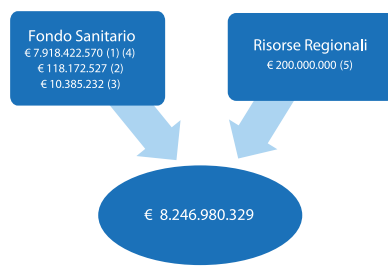 Fondo Sanitario
€ 7.918.422.570 (1) (4)
€ 118.172.527 (2)
€ 10.385.232 (3)
Risorse Regionali
€ 200.000.000 (5)
€ 8.246.980.329